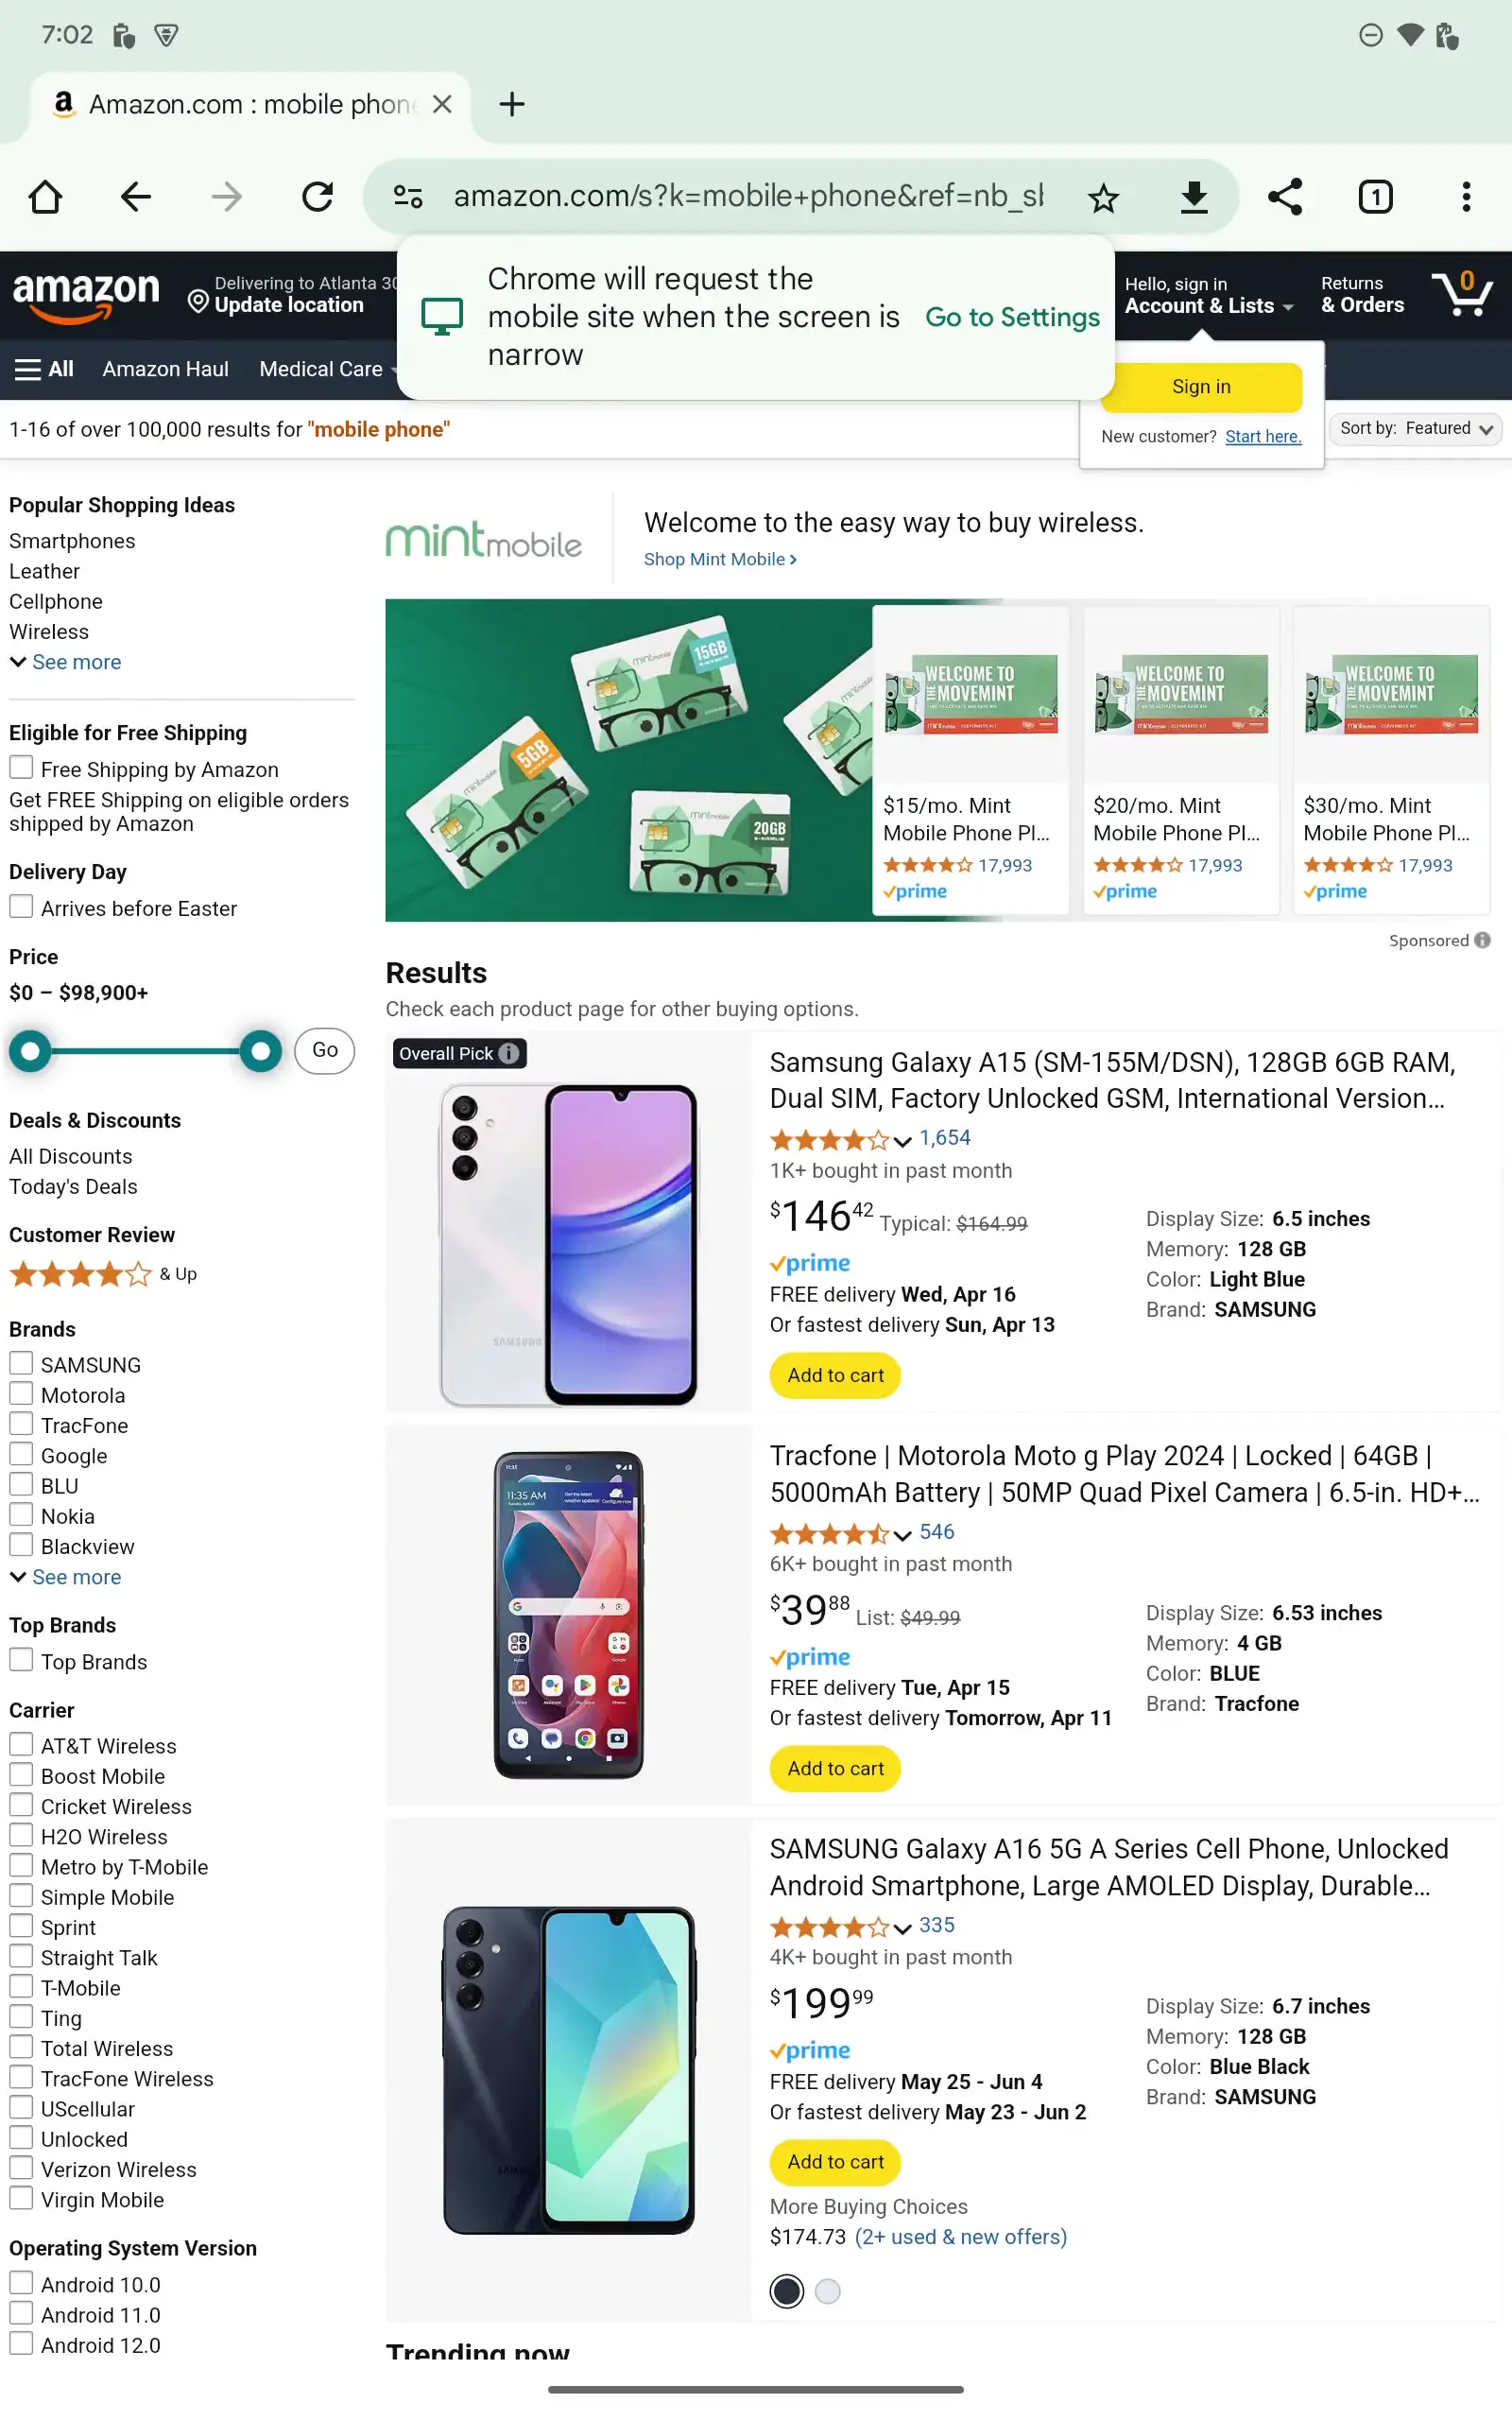 7:02
Amazon.com : mobile phone
amazon.com/s?k=mobile+phone&ref=nb_sl
1
Chrome will request the
mobile site when the screen is
narrow
Go to Settings
amazon
Delivering to Atlanta 30
Update location
Hello, sign in
Account & Lists
Returns
& Orders
0
All
Amazon Haul
Medical Care
Sign in
New customer? Start here.
1-16 of over 100,000 results for "mobile phone"
Sort by: Featured
Popular Shopping Ideas
Smartphones
Leather
Cellphone
Wireless
See more
Eligible for Free Shipping
Free Shipping by Amazon
Get FREE Shipping on eligible orders
shipped by Amazon
Delivery Day
Arrives before Easter
Price
$0 – $98,900+
Go
Deals & Discounts
All Discounts
Today's Deals
Customer Review
& Up
Brands
SAMSUNG
Motorola
TracFone
Google
BLU
Nokia
Blackview
See more
Top Brands
Top Brands
Carrier
AT&T Wireless
Boost Mobile
Cricket Wireless
H2O Wireless
Metro by T-Mobile
Simple Mobile
Sprint
Straight Talk
T-Mobile
Ting
Total Wireless
TracFone Wireless
UScellular
Unlocked
Verizon Wireless
Virgin Mobile
Operating System Version
Android 10.0
Android 11.0
Android 12.0
mint mobile
Welcome to the easy way to buy wireless.
Shop Mint Mobile
15GB
mint mobile
5GB
mint mobile
20GB
mint mobile
WELCOME TO
THE MOVEMINT
$15/mo. Mint
Mobile Phone Pl...
17,993
prime
WELCOME TO
THE MOVEMINT
$20/mo. Mint
Mobile Phone Pl...
17,993
prime
WELCOME TO
THE MOVEMINT
$30/mo. Mint
Mobile Phone Pl...
17,993
prime
Sponsored
Results
Check each product page for other buying options.
Overall Pick
SAMSUNG
Samsung Galaxy A15 (SM-155M/DSN), 128GB 6GB RAM,
Dual SIM, Factory Unlocked GSM, International Version...
1,654
1K+ bought in past month
$146 42 Typical: $164.99
prime
FREE delivery Wed, Apr 16
Or fastest delivery Sun, Apr 13
Add to cart
Display Size: 6.5 inches
Memory: 128 GB
Color: Light Blue
Brand: SAMSUNG
11:35 AM
Tracfone | Motorola Moto g Play 2024 | Locked | 64GB |
5000mAh Battery | 50MP Quad Pixel Camera | 6.5-in. HD+...
546
6K+ bought in past month
$39 88 List: $49.99
prime
FREE delivery Tue, Apr 15
Or fastest delivery Tomorrow, Apr 11
Add to cart
Display Size: 6.53 inches
Memory: 4 GB
Color: BLUE
Brand: Tracfone
SAMSUNG Galaxy A16 5G A Series Cell Phone, Unlocked
Android Smartphone, Large AMOLED Display, Durable...
335
4K+ bought in past month
$199 99
prime
FREE delivery May 25 - Jun 4
Or fastest delivery May 23 - Jun 2
Add to cart
More Buying Choices
$174.73 (2+ used & new offers)
Display Size: 6.7 inches
Memory: 128 GB
Color: Blue Black
Brand: SAMSUNG
Trending now